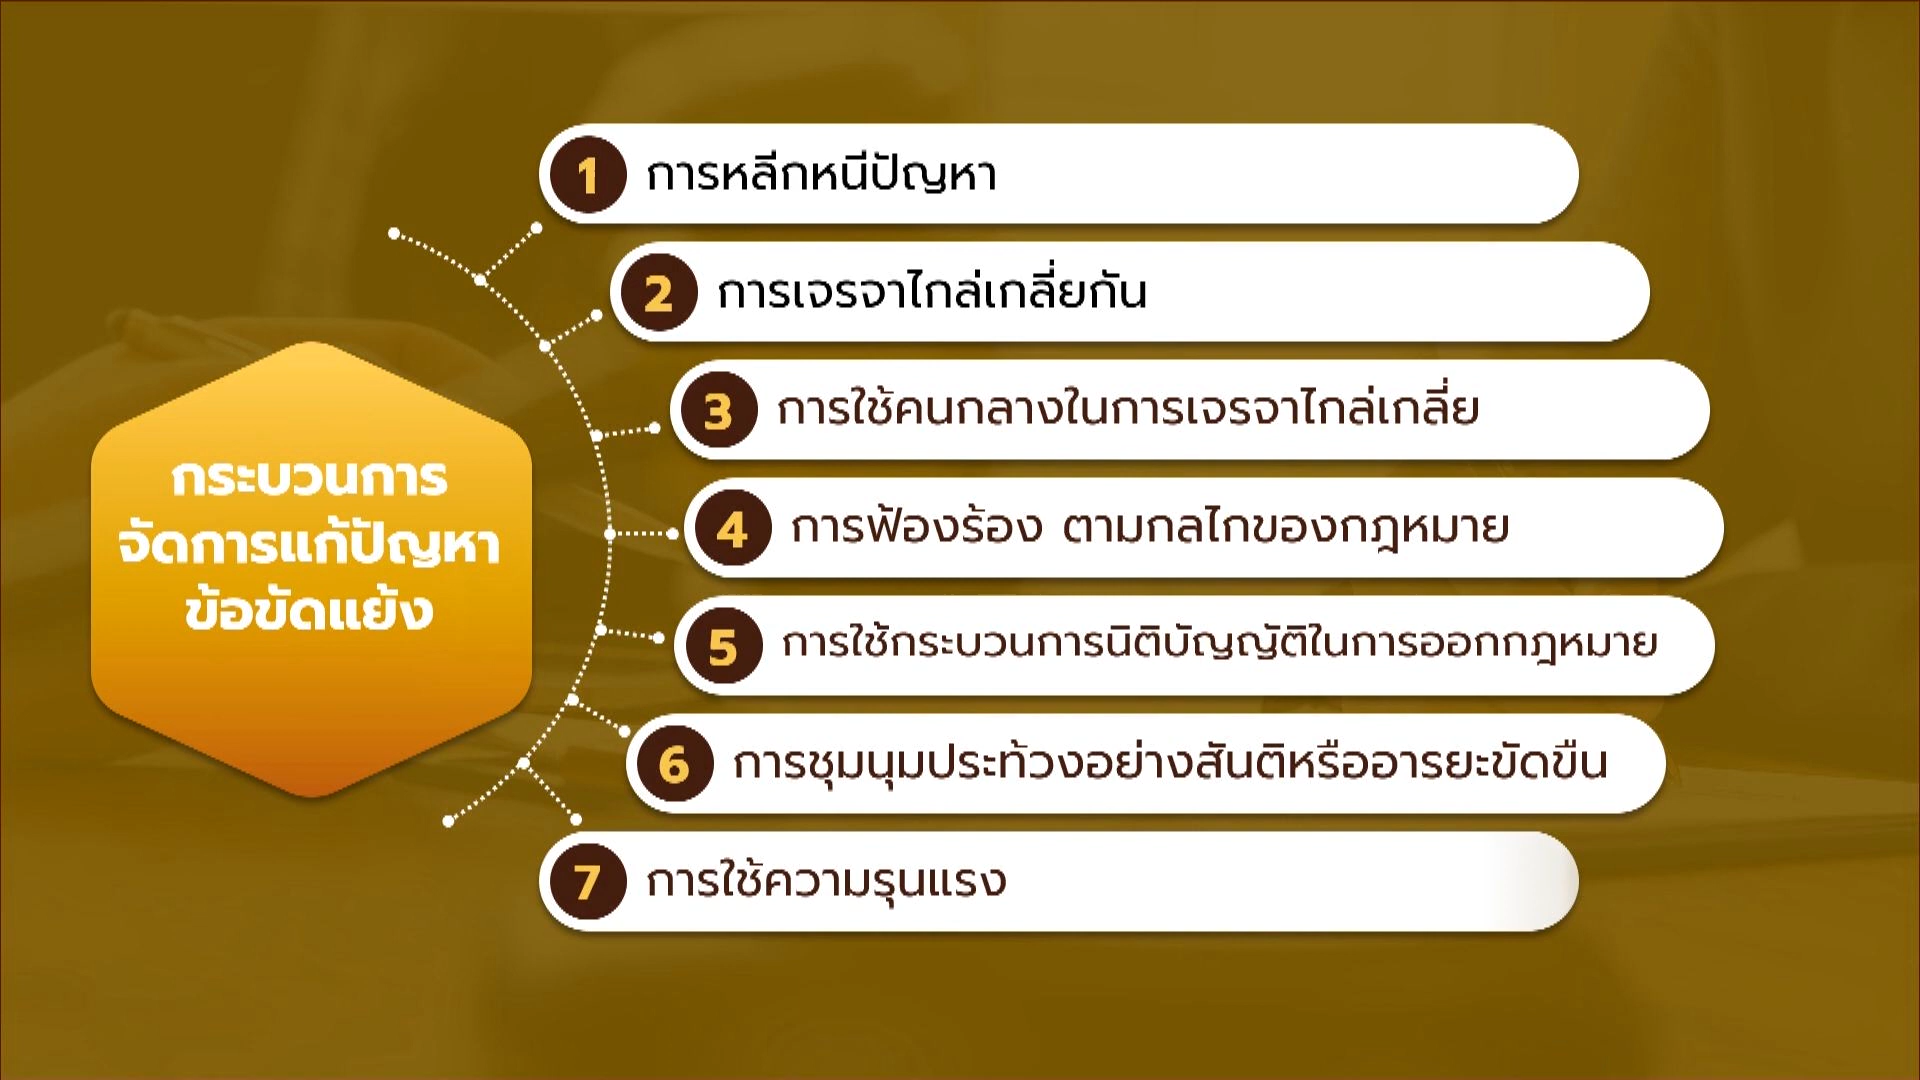 กระบวนการ
จัดการแก้ปัญหา
ข้อขัดแย้ง
1 การหลีกหนีปัญหา
2 การเจรจาไกล่เกลี่ยกัน
3 การใช้คนกลางในการเจรจาไกล่เกลี่ย
4 การฟ้องร้อง ตามกลไกของกฎหมาย
5 การใช้กระบวนการนิติบัญญัติในการออกกฎหมาย
6 การชุมนุมประท้วงอย่างสันติหรืออารยะขัดขืน
7 การใช้ความรุนแรง